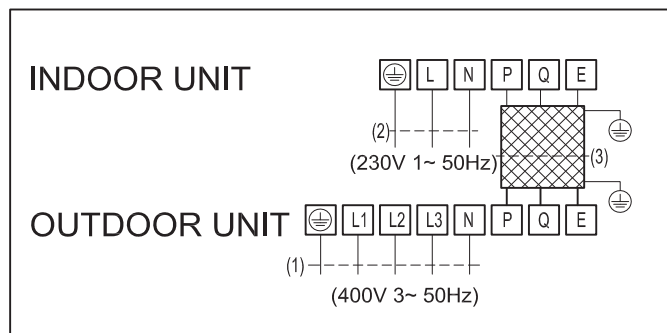 INDOOR UNIT L N P Q E
(2)
(230V 1~ 50Hz) (3)
OUTDOOR UNIT L1 L2 L3 N P Q E
(1)
(400V 3~ 50Hz)